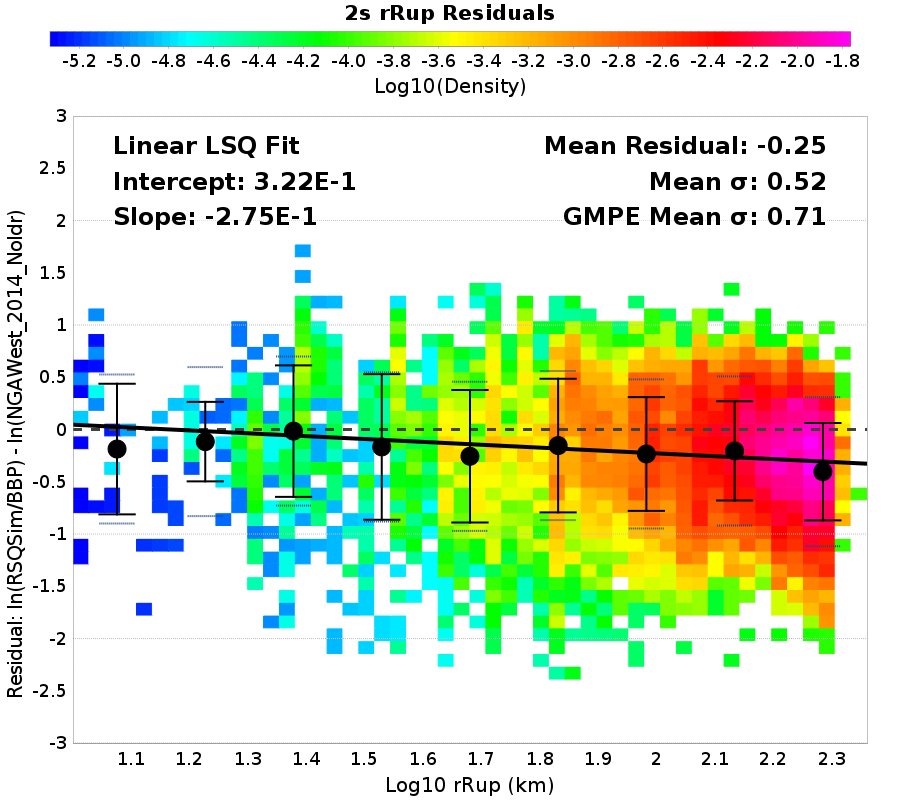 2s rRup Residuals
-5.2 -5.0 -4.8 -4.6 -4.4 -4.2 -4.0 -3.8 -3.6 -3.4 -3.2 -3.0 -2.8 -2.6 -2.4 -2.2 -2.0 -1.8
Log10(Density)
Linear LSQ Fit
Intercept: 3.22E-1
Slope: -2.75E-1
Mean Residual: -0.25
Mean σ: 0.52
GMPE Mean σ: 0.71
Residual: ln(RSQSim/BBP) - ln(NGAWest_2014_NoIdr)
3
2.5
2
1.5
1
0.5
0
-0.5
-1
-1.5
-2
-2.5
-3
1.1 1.2 1.3 1.4 1.5 1.6 1.7 1.8 1.9 2 2.1 2.2 2.3
Log10 rRup (km)